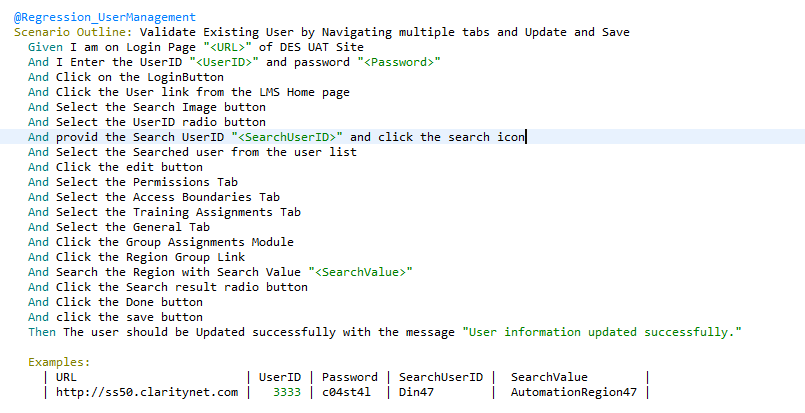 @Regression_UserManagement
Scenario Outline: Validate Existing User by Navigating multiple tabs and Update and Save
Given I am on Login Page "<URL>" of DES UAT Site
And I Enter the UserID "<UserID>" and password "<Password>"
And Click on the LoginButton
And Click the User link from the LMS Home page
And Select the Search Image button
And Select the UserID radio button
And provid the Search UserID "<SearchUserID>" and click the search icon
And Select the Searched user from the user list
And Click the edit button
And Select the Permissions Tab
And Select the Access Boundaries Tab
And Select the Training Assignments Tab
And Select the General Tab
And Click the Group Assignments Module
And Click the Region Group Link
And Search the Region with Search Value "<SearchValue>"
And Click the Search result radio button
And Click the Done button
And click the save button
Then The user should be Updated successfully with the message "User information updated successfully."
Examples:
| URL | UserID | Password | SearchUserID | SearchValue |
| http://ss50.claritynet.com | 3333 | c04st4l | Din47 | AutomationRegion47 |